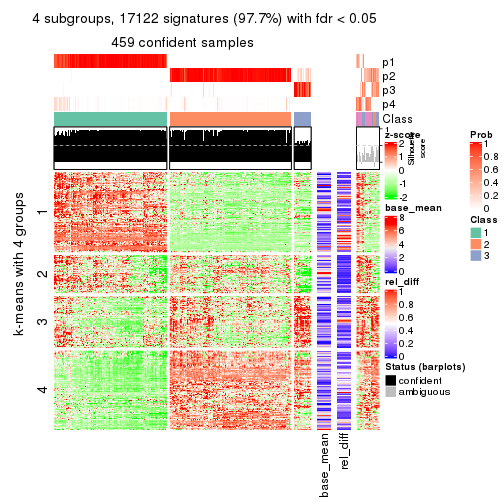 4 subgroups, 17122 signatures (97.7%) with fdr < 0.05
459 confident samples
p1
p2
p3
p4
Class
1
Silhouette
score
k-means with 4 groups
1
2
3
4
base_mean
rel_diff
z-score
2
1
0
-1
-2
base_mean
8
6
4
2
0
rel_diff
1
0.8
0.6
0.4
0.2
0
Status (barplots)
confident
ambiguous
Prob
1
0.8
0.6
0.4
0.2
0
Class
1
2
3